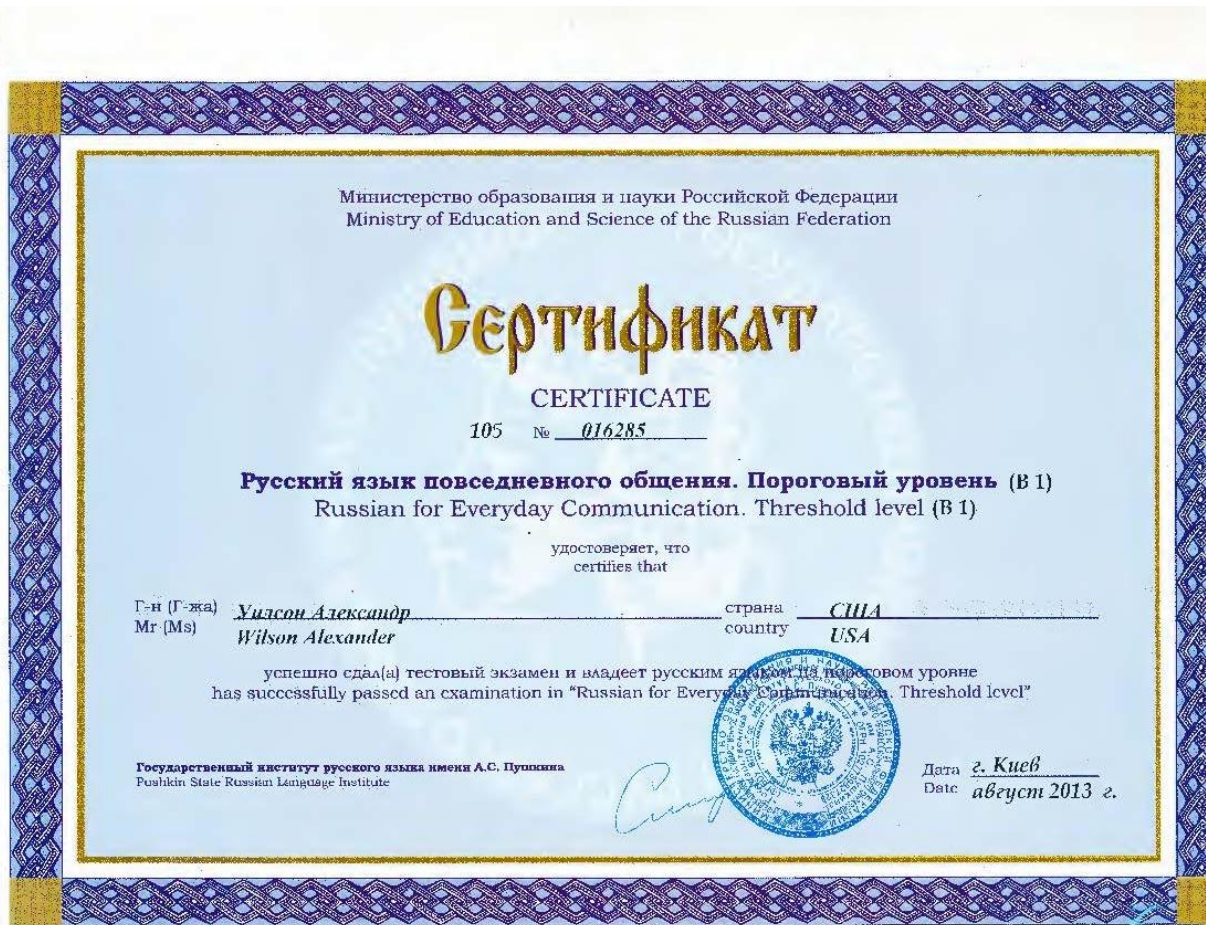 Министерство образования и науки Российской Федерации
Ministry of Education and Science of the Russian Federation
Сертификат
CERTIFICATE
105 № 016285
Русский язык повседневного общения. Пороговый уровень (В 1)
Russian for Everyday Communication. Threshold level (B 1)
удостоверяет, что
certifies that
Г-н (Г-жа) Уилсон Александр страна США
Mr (Ms) Wilson Alexander country USA
успешно сдал(а) тестовый экзамен и владеет русским языком на пороговом уровне
has successfully passed an examination in “Russian for Everyday Communication. Threshold level”
Государственный институт русского языка имени А.С. Пушкина
Pushkin State Russian Language Institute
Дата г. Киев
Date август 2013 г.